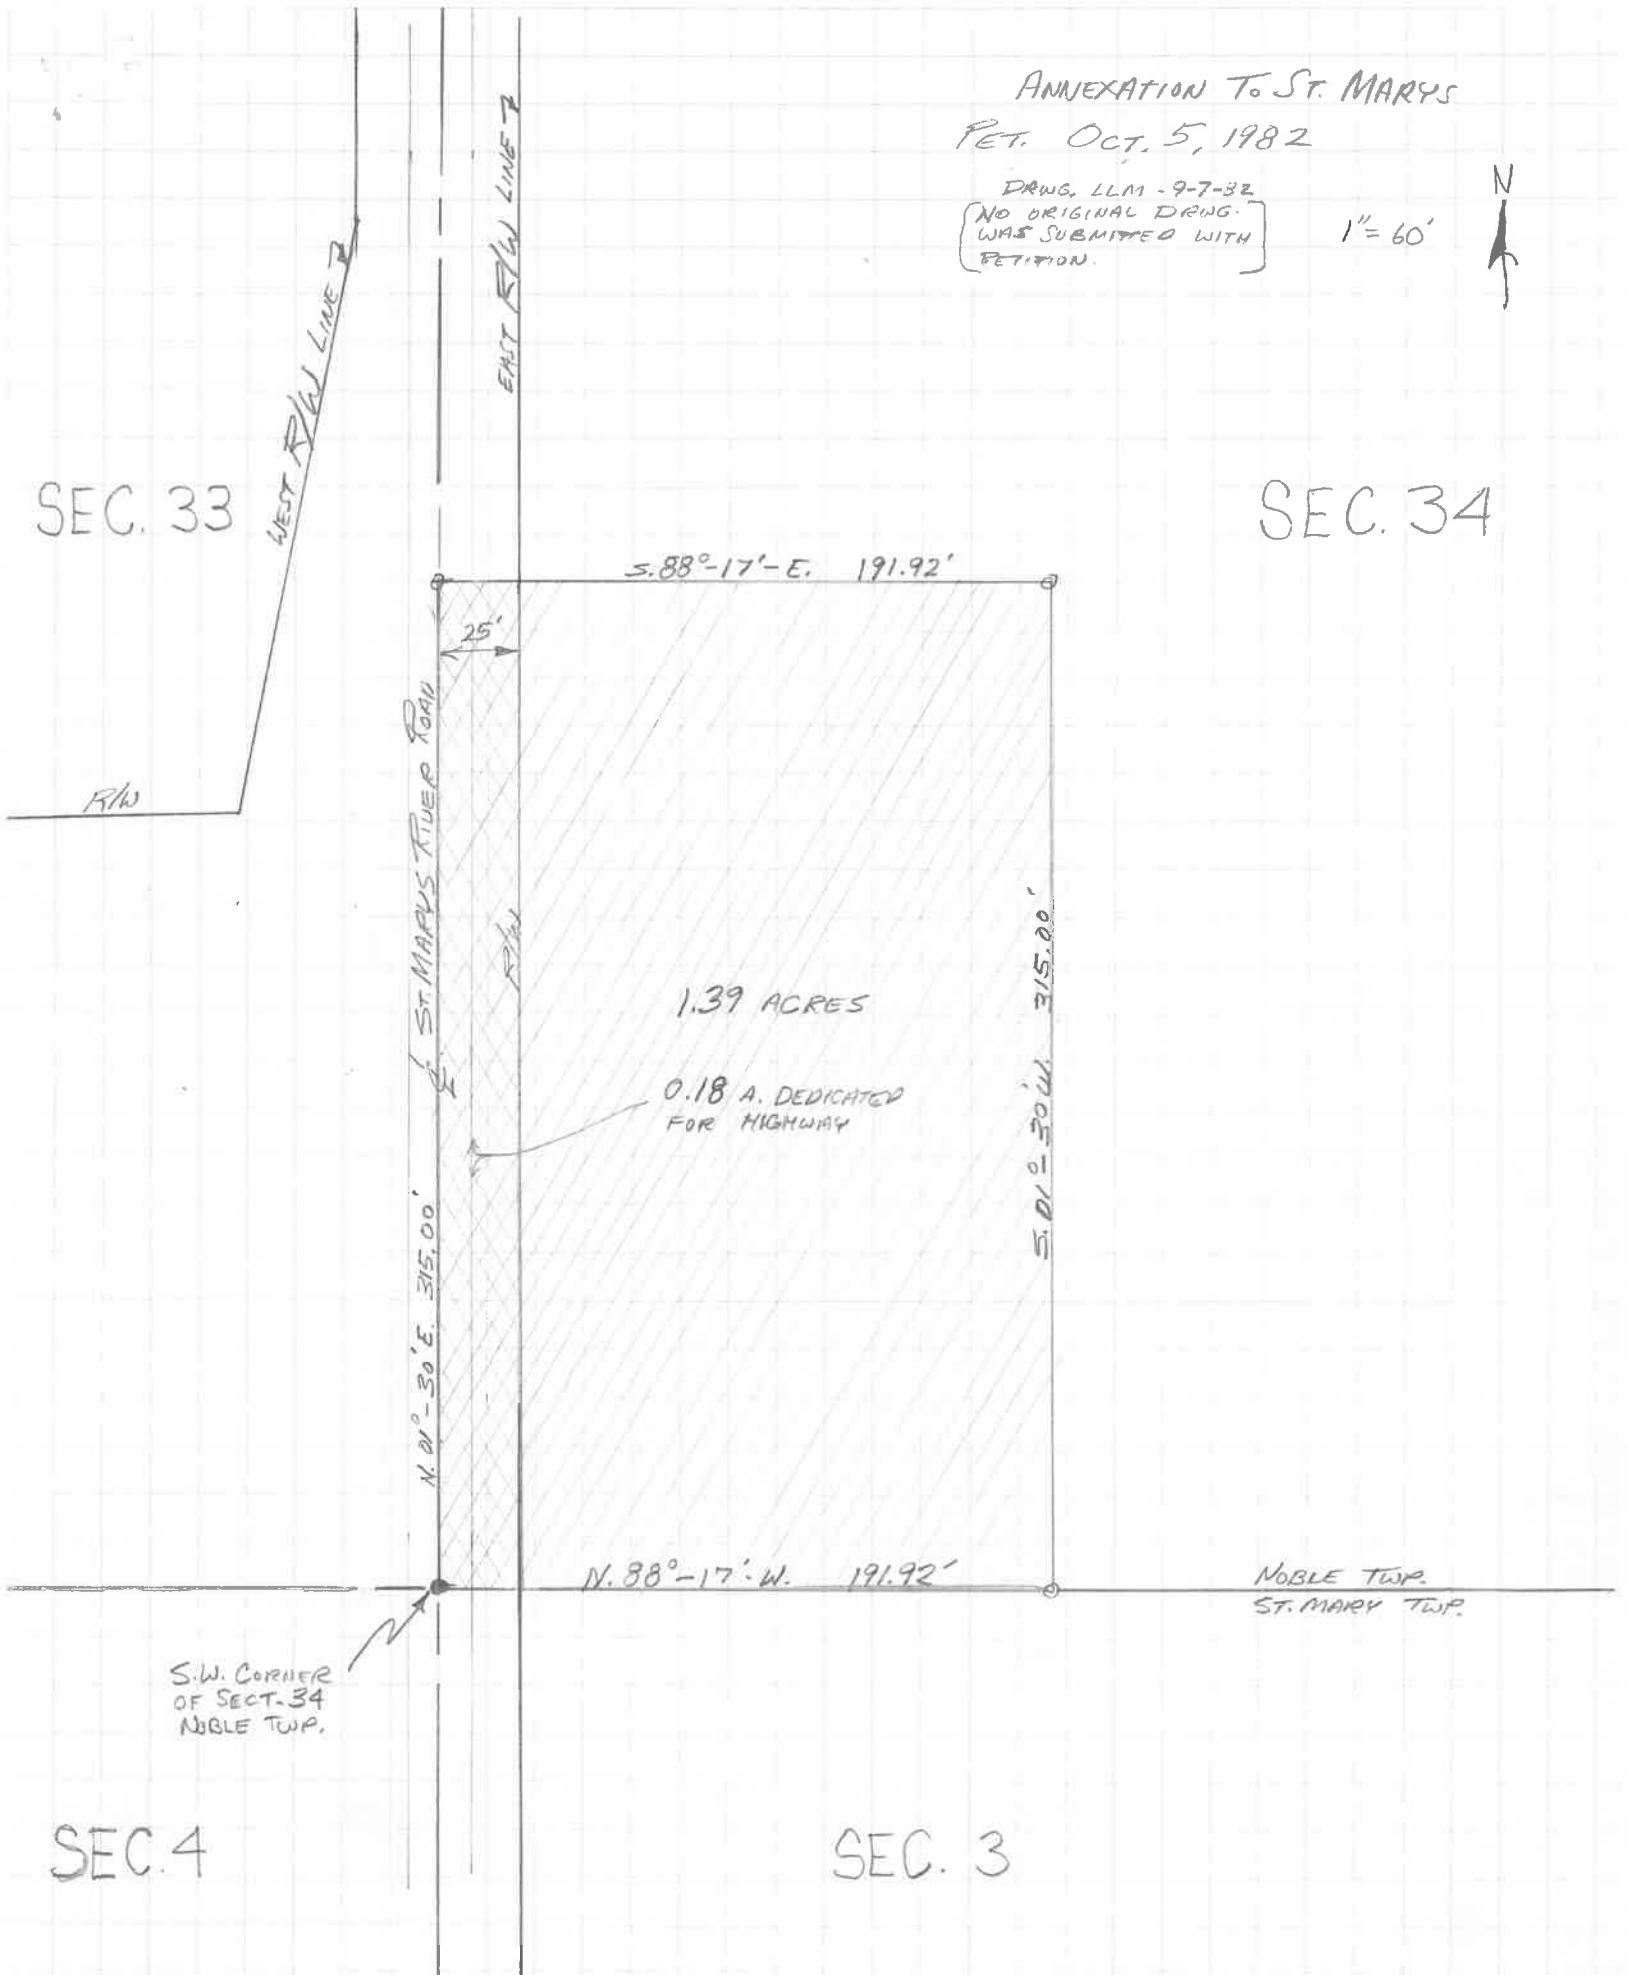 ANNEXATION TO ST. MARYS
PET. OCT. 5, 1982
DRWG. LLM - 9-7-82
NO ORIGINAL DRWG.
WAS SUBMITTED WITH
PETITION.
1" = 60'
N
EAST R/W LINE
WEST R/W LINE
SEC. 33
SEC. 34
S. 88°-17'- E. 191.92'
25'
R/W
℄ ST. MARYS RIVER ROAD
R/W
1.39 ACRES
0.18 A. DEDICATED
FOR HIGHWAY
S. 01°-30' W. 315.00'
N. 01°-30' E. 315.00'
N. 88°-17'- W. 191.92'
NOBLE TWP.
ST. MARY TWP.
S.W. CORNER
OF SECT. 34
NOBLE TWP.
SEC. 4
SEC. 3